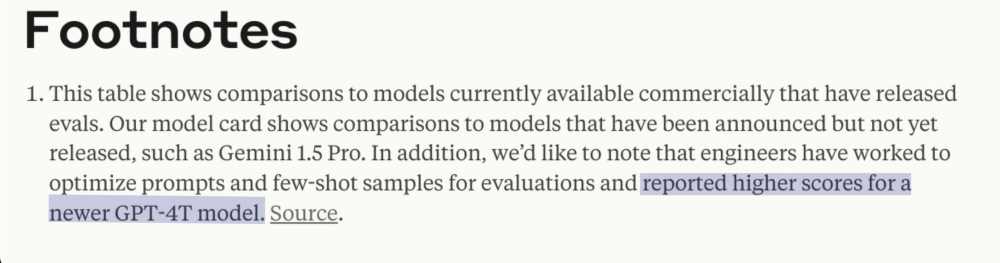 Footnotes
1. This table shows comparisons to models currently available commercially that have released
evals. Our model card shows comparisons to models that have been announced but not yet
released, such as Gemini 1.5 Pro. In addition, we’d like to note that engineers have worked to
optimize prompts and few-shot samples for evaluations and reported higher scores for a
newer GPT-4T model. Source.